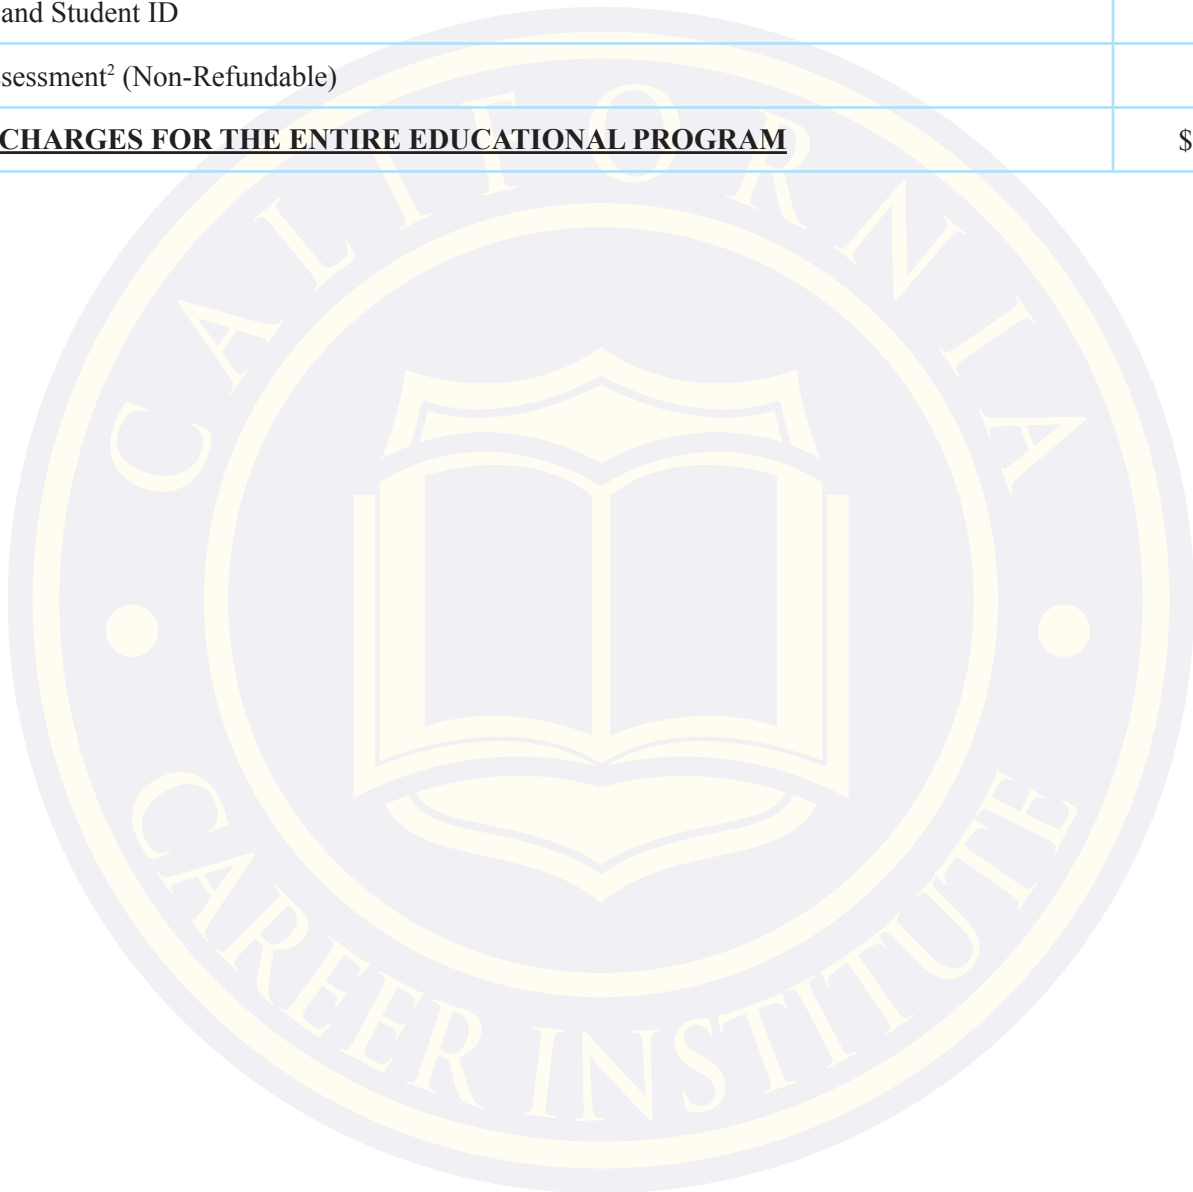 and Student ID
sessment² (Non-Refundable)
CHARGES FOR THE ENTIRE EDUCATIONAL PROGRAM $
CALIFORNIA
CAREER INSTITUTE